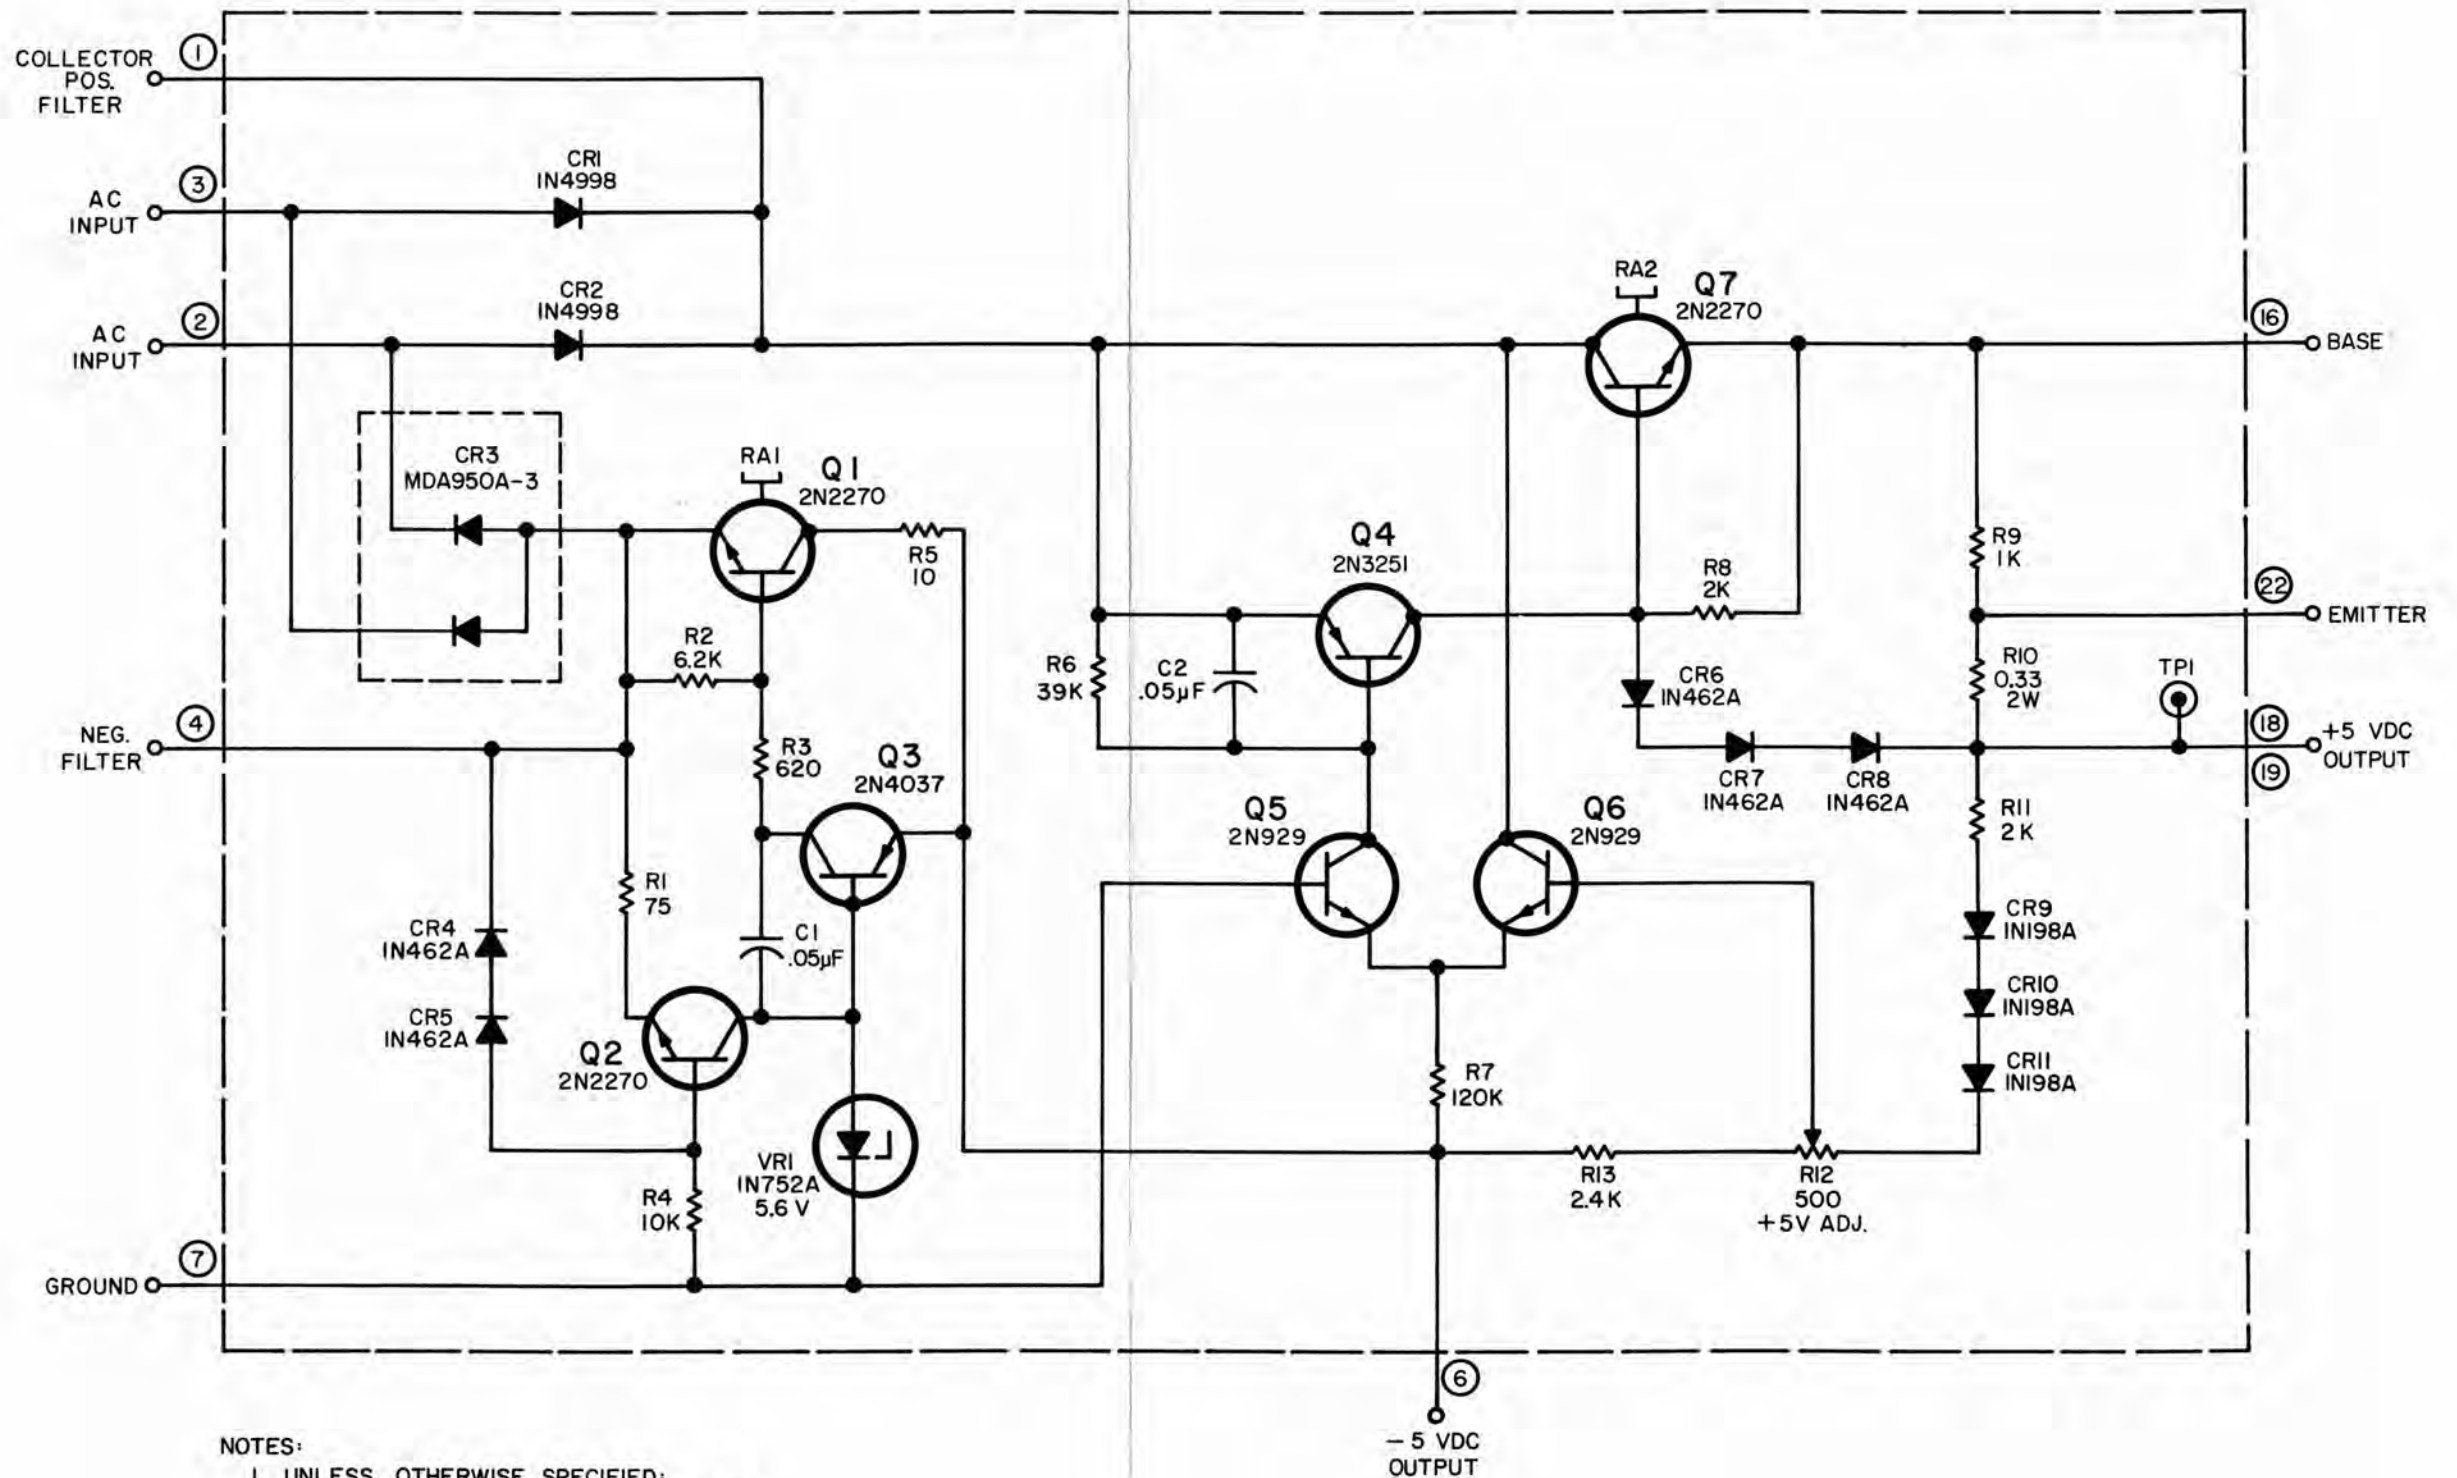 COLLECTOR
POS.
FILTER
1
AC
INPUT
3
AC
INPUT
2
CR1
1N4998
CR2
1N4998
CR3
MDA950A-3
RA1
Q1
2N2270
R5
10
R2
6.2K
NEG.
FILTER
4
R3
620
Q3
2N4037
R1
75
CR4
1N462A
C1
.05µF
CR5
1N462A
Q2
2N2270
VR1
1N752A
5.6 V
R4
10K
GROUND
7
RA2
Q7
2N2270
16
BASE
Q4
2N3251
R8
2K
R9
1K
22
EMITTER
R6
39K
C2
.05µF
CR6
1N462A
R10
0.33
2W
TP1
18
+5 VDC
OUTPUT
19
CR7
1N462A
CR8
1N462A
Q5
2N929
Q6
2N929
R11
2K
CR9
1N198A
CR10
1N198A
CR11
1N198A
R7
120K
R13
2.4K
R12
500
+5V ADJ.
6
– 5 VDC
OUTPUT
NOTES:
1. UNLESS OTHERWISE SPECIFIED: